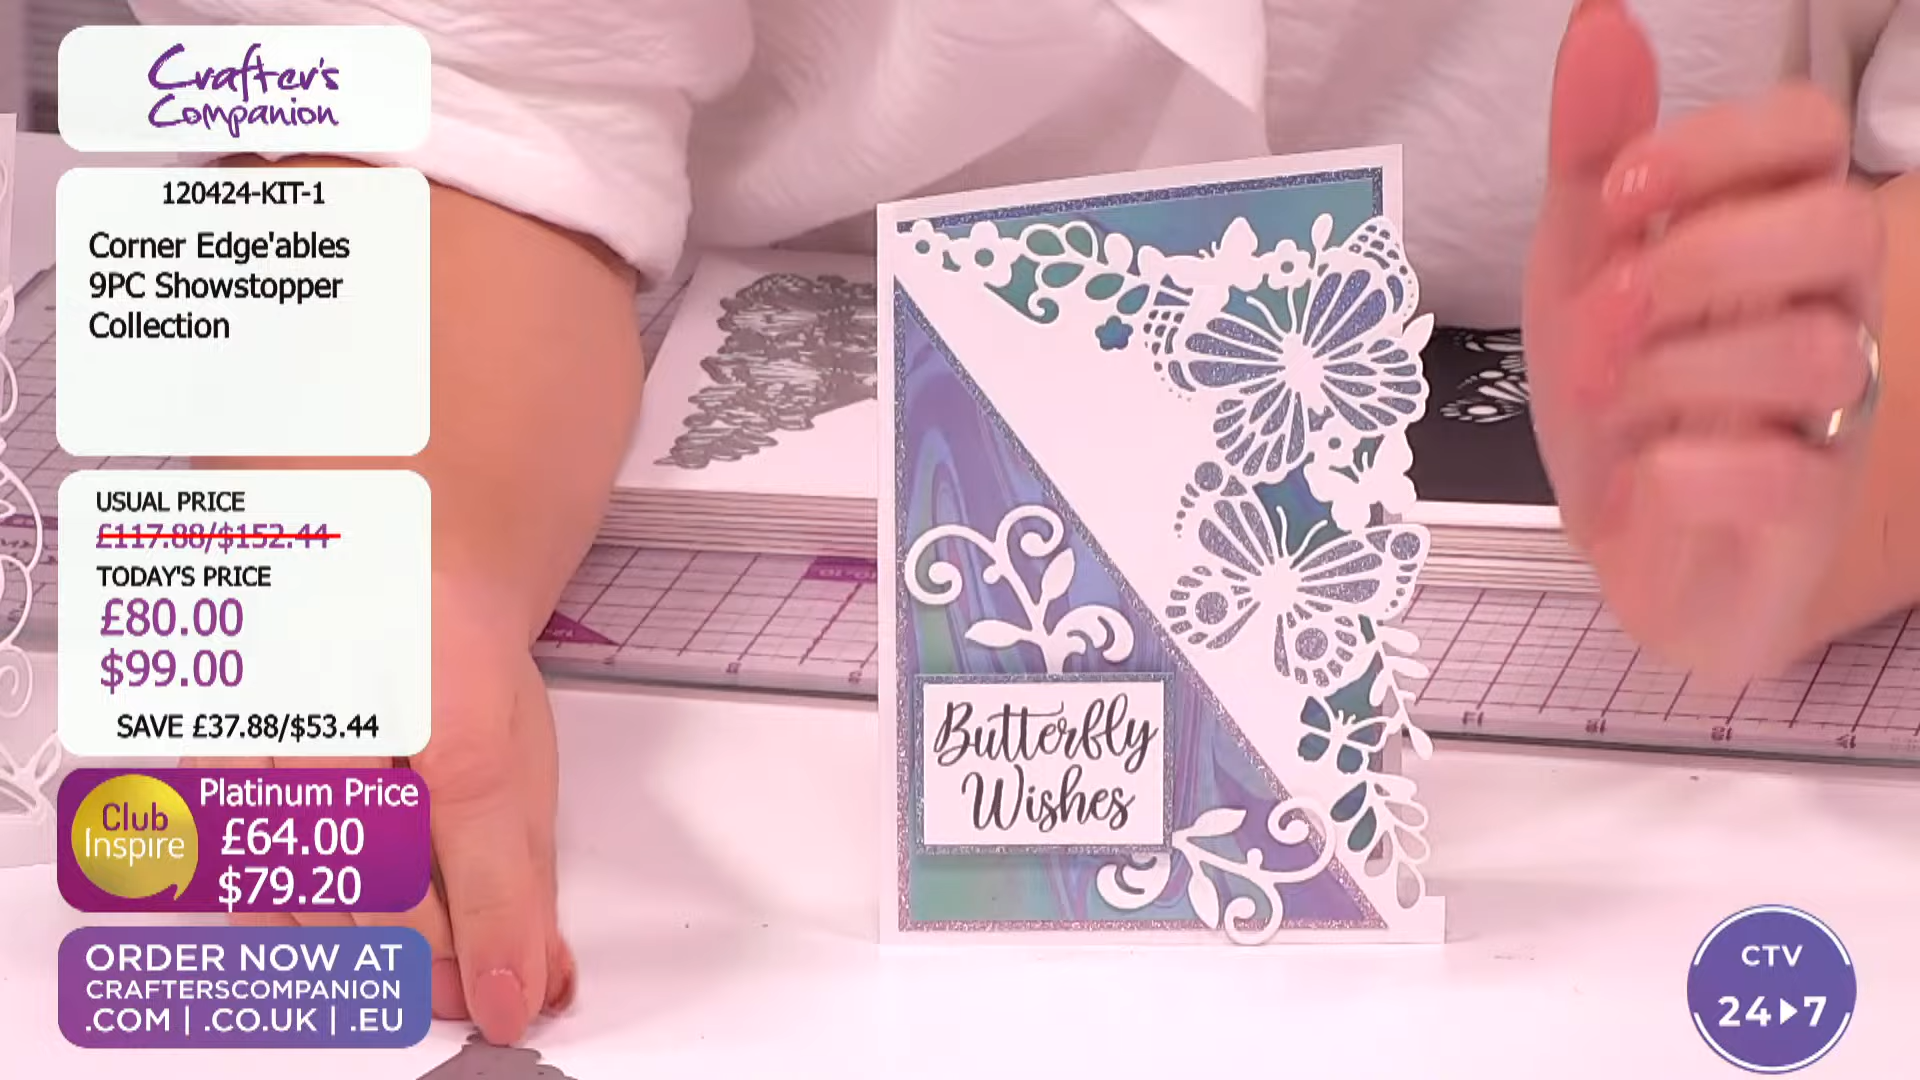 Crafter's
Companion
120424-KIT-1
Corner Edge'ables
9PC Showstopper
Collection
USUAL PRICE
£117.88/$152.44
TODAY'S PRICE
£80.00
$99.00
SAVE £37.88/$53.44
Club
Inspire
Platinum Price
£64.00
$79.20
ORDER NOW AT
CRAFTERSCOMPANION
.COM | .CO.UK | .EU
Butterfly
Wishes
CTV
24▶7